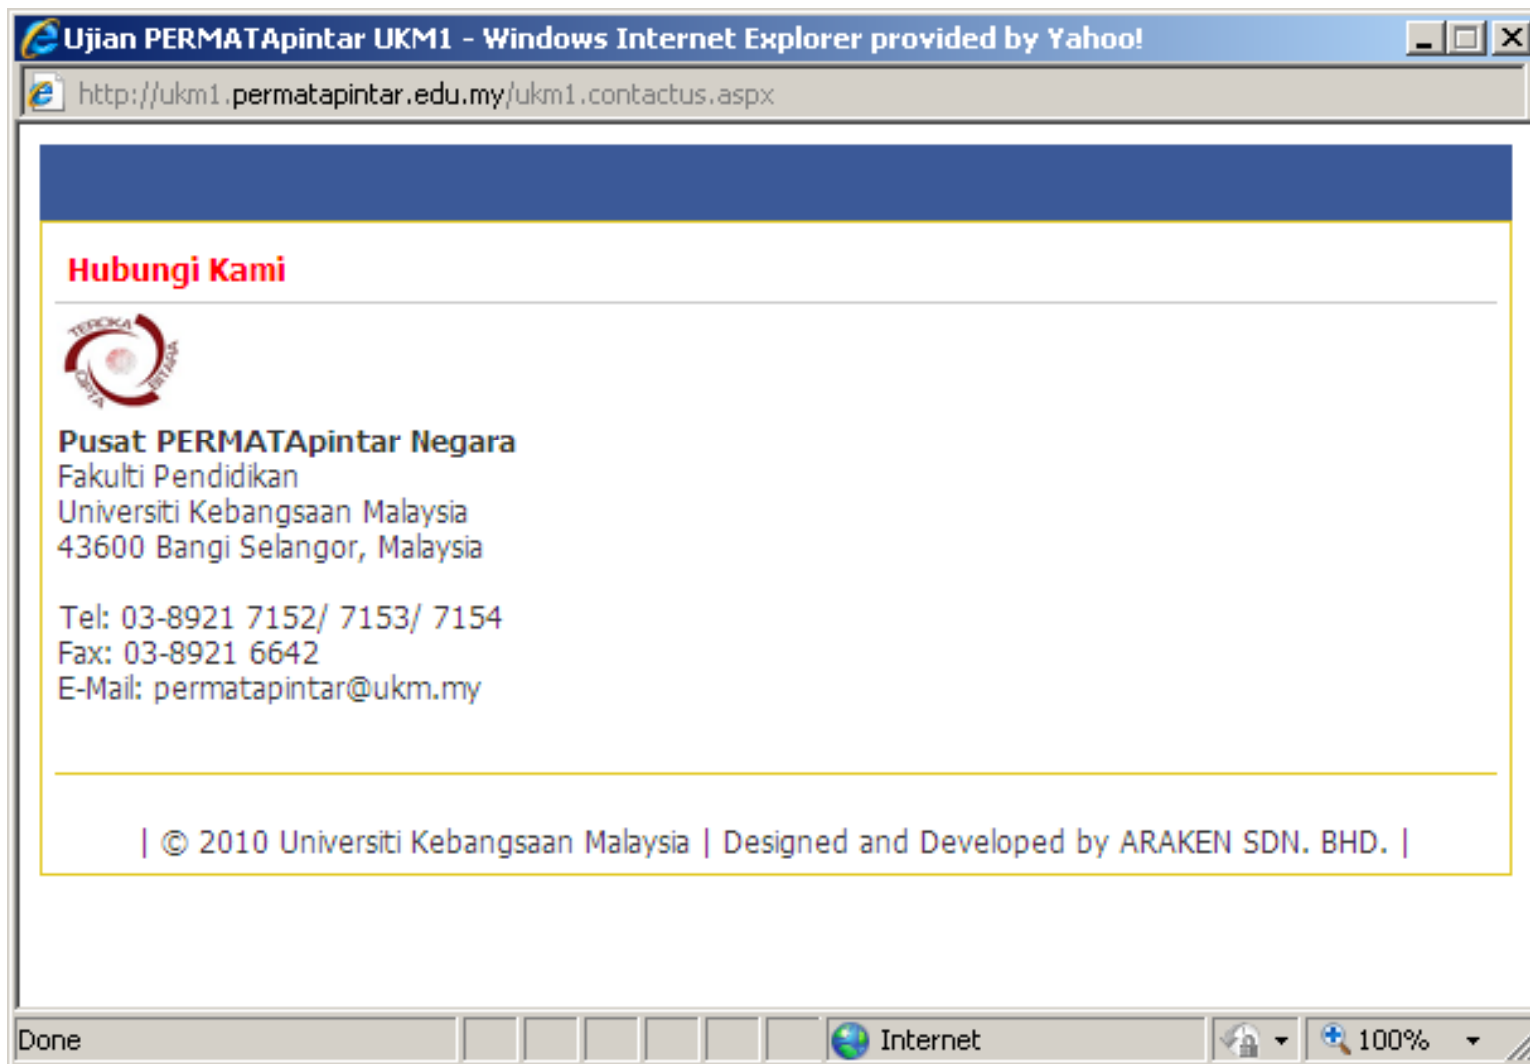 Ujian PERMATApintar UKM1 - Windows Internet Explorer provided by Yahoo!
http://ukm1.permatapintar.edu.my/ukm1.contactus.aspx
Hubungi Kami
TEROKA
CIPTA
BITARA
Pusat PERMATApintar Negara
Fakulti Pendidikan
Universiti Kebangsaan Malaysia
43600 Bangi Selangor, Malaysia
Tel: 03-8921 7152/ 7153/ 7154
Fax: 03-8921 6642
E-Mail: permatapintar@ukm.my
| © 2010 Universiti Kebangsaan Malaysia | Designed and Developed by ARAKEN SDN. BHD. |
Done
Internet
100%